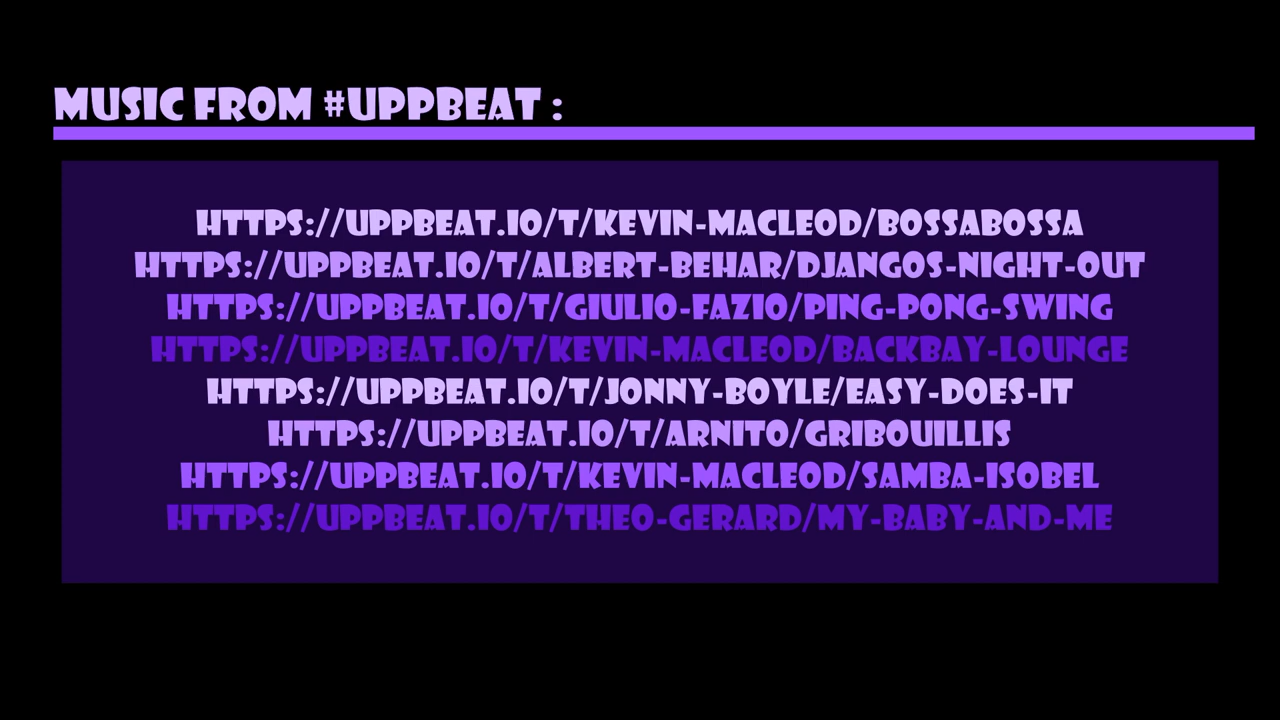 MUSIC FROM #UPPBEAT :
HTTPS://UPPBEAT.IO/T/KEVIN-MACLEOD/BOSSABOSSA
HTTPS://UPPBEAT.IO/T/ALBERT-BEHAR/DJANGOS-NIGHT-OUT
HTTPS://UPPBEAT.IO/T/GIULIO-FAZIO/PING-PONG-SWING
HTTPS://UPPBEAT.IO/T/KEVIN-MACLEOD/BACKBAY-LOUNGE
HTTPS://UPPBEAT.IO/T/JONNY-BOYLE/EASY-DOES-IT
HTTPS://UPPBEAT.IO/T/ARNITO/GRIBOUILLIS
HTTPS://UPPBEAT.IO/T/KEVIN-MACLEOD/SAMBA-ISOBEL
HTTPS://UPPBEAT.IO/T/THEO-GERARD/MY-BABY-AND-ME